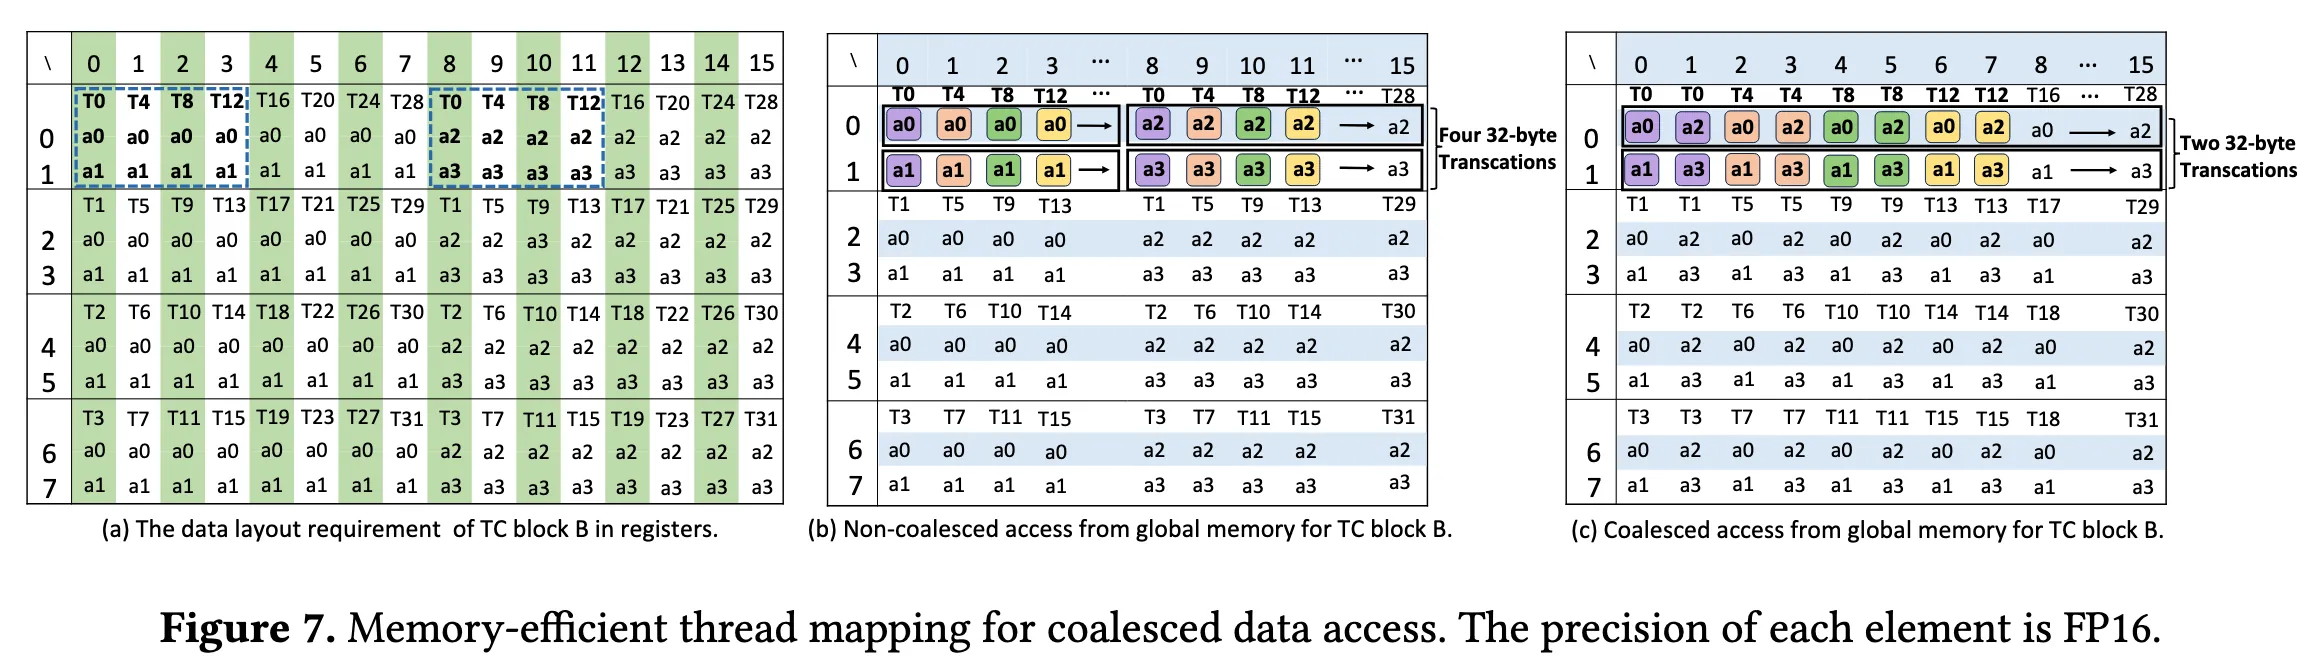 \ 0 1 2 3 4 5 6 7 8 9 10 11 12 13 14 15
T0 T4 T8 T12 T16 T20 T24 T28 T0 T4 T8 T12 T16 T20 T24 T28
0 a0 a0 a0 a0 a0 a0 a0 a0 a2 a2 a2 a2 a2 a2 a2 a2
1 a1 a1 a1 a1 a1 a1 a1 a1 a3 a3 a3 a3 a3 a3 a3 a3
T1 T5 T9 T13 T17 T21 T25 T29 T1 T5 T9 T13 T17 T21 T25 T29
2 a0 a0 a0 a0 a0 a0 a0 a0 a2 a2 a3 a2 a2 a2 a2 a2
3 a1 a1 a1 a1 a1 a1 a1 a1 a3 a3 a3 a3 a3 a3 a3 a3
T2 T6 T10 T14 T18 T22 T26 T30 T2 T6 T10 T14 T18 T22 T26 T30
4 a0 a0 a0 a0 a0 a0 a0 a0 a2 a2 a2 a2 a2 a2 a2 a2
5 a1 a1 a1 a1 a1 a1 a1 a1 a3 a3 a3 a3 a3 a3 a3 a3
T3 T7 T11 T15 T19 T23 T27 T31 T3 T7 T11 T15 T19 T23 T27 T31
6 a0 a0 a0 a0 a0 a0 a0 a0 a2 a2 a2 a2 a2 a2 a2 a2
7 a1 a1 a1 a1 a1 a1 a1 a1 a3 a3 a3 a3 a3 a3 a3 a3
(a) The data layout requirement of TC block B in registers.
\ 0 1 2 3 ... 8 9 10 11 ... 15
T0 T4 T8 T12 ... T0 T4 T8 T12 ... T28
0 a0 a0 a0 a0 → a2 a2 a2 a2 → a2
1 a1 a1 a1 a1 → a3 a3 a3 a3 → a3
Four 32-byte
Transcations
T1 T5 T9 T13 T1 T5 T9 T13 T29
2 a0 a0 a0 a0 a2 a2 a2 a2 a2
3 a1 a1 a1 a1 a3 a3 a3 a3 a3
T2 T6 T10 T14 T2 T6 T10 T14 T30
4 a0 a0 a0 a0 a2 a2 a2 a2 a2
5 a1 a1 a1 a1 a3 a3 a3 a3 a3
T3 T7 T11 T15 T3 T7 T11 T15 T31
6 a0 a0 a0 a0 a2 a2 a2 a2 a2
7 a1 a1 a1 a1 a3 a3 a3 a3 a3
(b) Non-coalesced access from global memory for TC block B.
\ 0 1 2 3 4 5 6 7 8 ... 15
T0 T0 T4 T4 T8 T8 T12 T12 T16 ... T28
0 a0 a2 a0 a2 a0 a2 a0 a2 a0 → a2
1 a1 a3 a1 a3 a1 a3 a1 a3 a1 → a3
Two 32-byte
Transcations
T1 T1 T5 T5 T9 T9 T13 T13 T17 T29
2 a0 a2 a0 a2 a0 a2 a0 a2 a0 a2
3 a1 a3 a1 a3 a1 a3 a1 a3 a1 a3
T2 T2 T6 T6 T10 T10 T14 T14 T18 T30
4 a0 a2 a0 a2 a0 a2 a0 a2 a0 a2
5 a1 a3 a1 a3 a1 a3 a1 a3 a1 a3
T3 T3 T7 T7 T11 T11 T15 T15 T18 T31
6 a0 a2 a0 a2 a0 a2 a0 a2 a0 a2
7 a1 a3 a1 a3 a1 a3 a1 a3 a1 a3
(c) Coalesced access from global memory for TC block B.
Figure 7. Memory-efficient thread mapping for coalesced data access. The precision of each element is FP16.